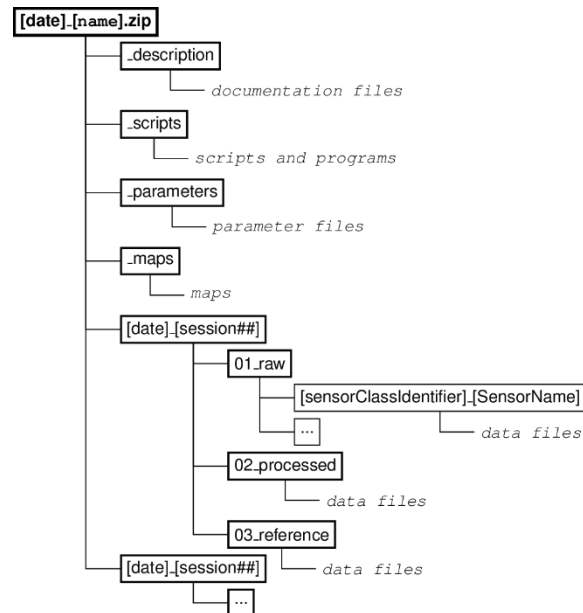 [date]_[name].zip
_description
documentation files
_scripts
scripts and programs
_parameters
parameter files
_maps
maps
[date]_[session##]
01_raw
[sensorClassIdentifier]_[SensorName]
data files
...
02_processed
data files
03_reference
data files
[date]_[session##]
...